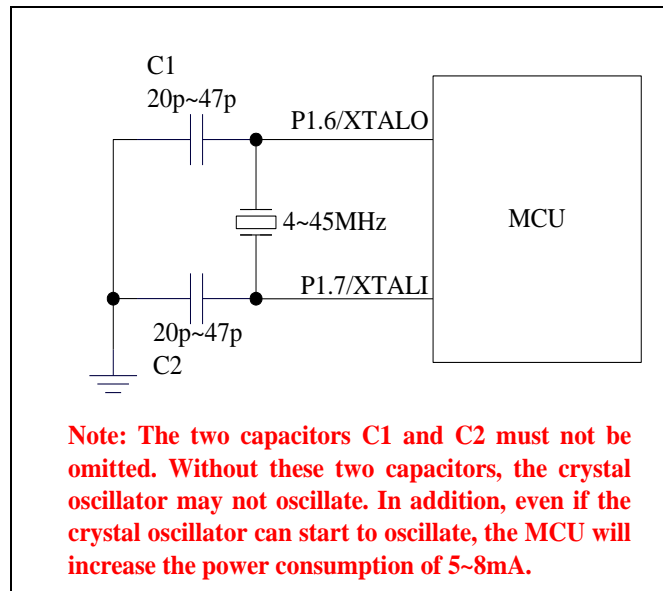 C1
20p~47p
P1.6/XTALO
4~45MHz
MCU
P1.7/XTALI
20p~47p
C2
Note: The two capacitors C1 and C2 must not be
omitted. Without these two capacitors, the crystal
oscillator may not oscillate. In addition, even if the
crystal oscillator can start to oscillate, the MCU will
increase the power consumption of 5~8mA.